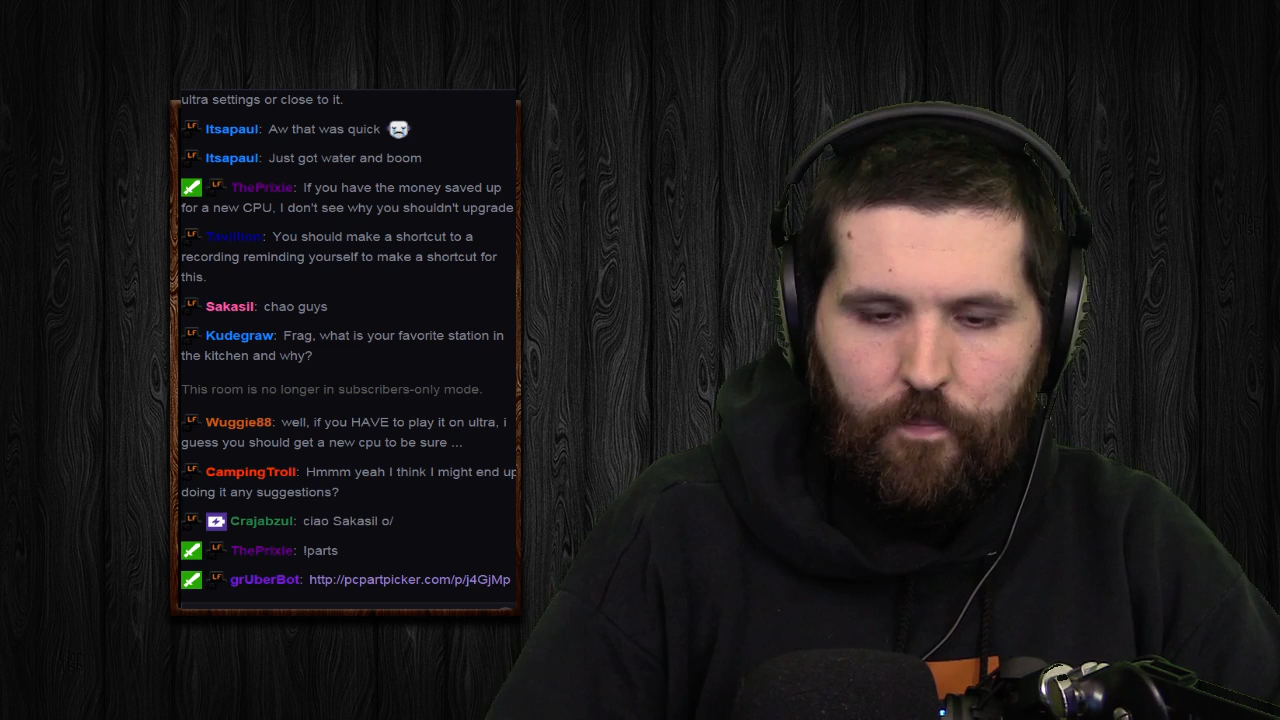 ultra settings or close to it.
Itsapaul: Aw that was quick
Itsapaul: Just got water and boom
ThePrixie: If you have the money saved up
for a new CPU, I don't see why you shouldn't upgrade
: You should make a shortcut to a
recording reminding yourself to make a shortcut for
this.
Sakasil: chao guys
Kudegraw: Frag, what is your favorite station in
the kitchen and why?
This room is no longer in subscribers-only mode.
Wuggie88: well, if you HAVE to play it on ultra, i
guess you should get a new cpu to be sure ...
CampingTroll: Hmmm yeah I think I might end up
doing it any suggestions?
Crajabzul: ciao Sakasil o/
ThePrixie: !parts
grUberBot: http://pcpartpicker.com/p/j4GjMp